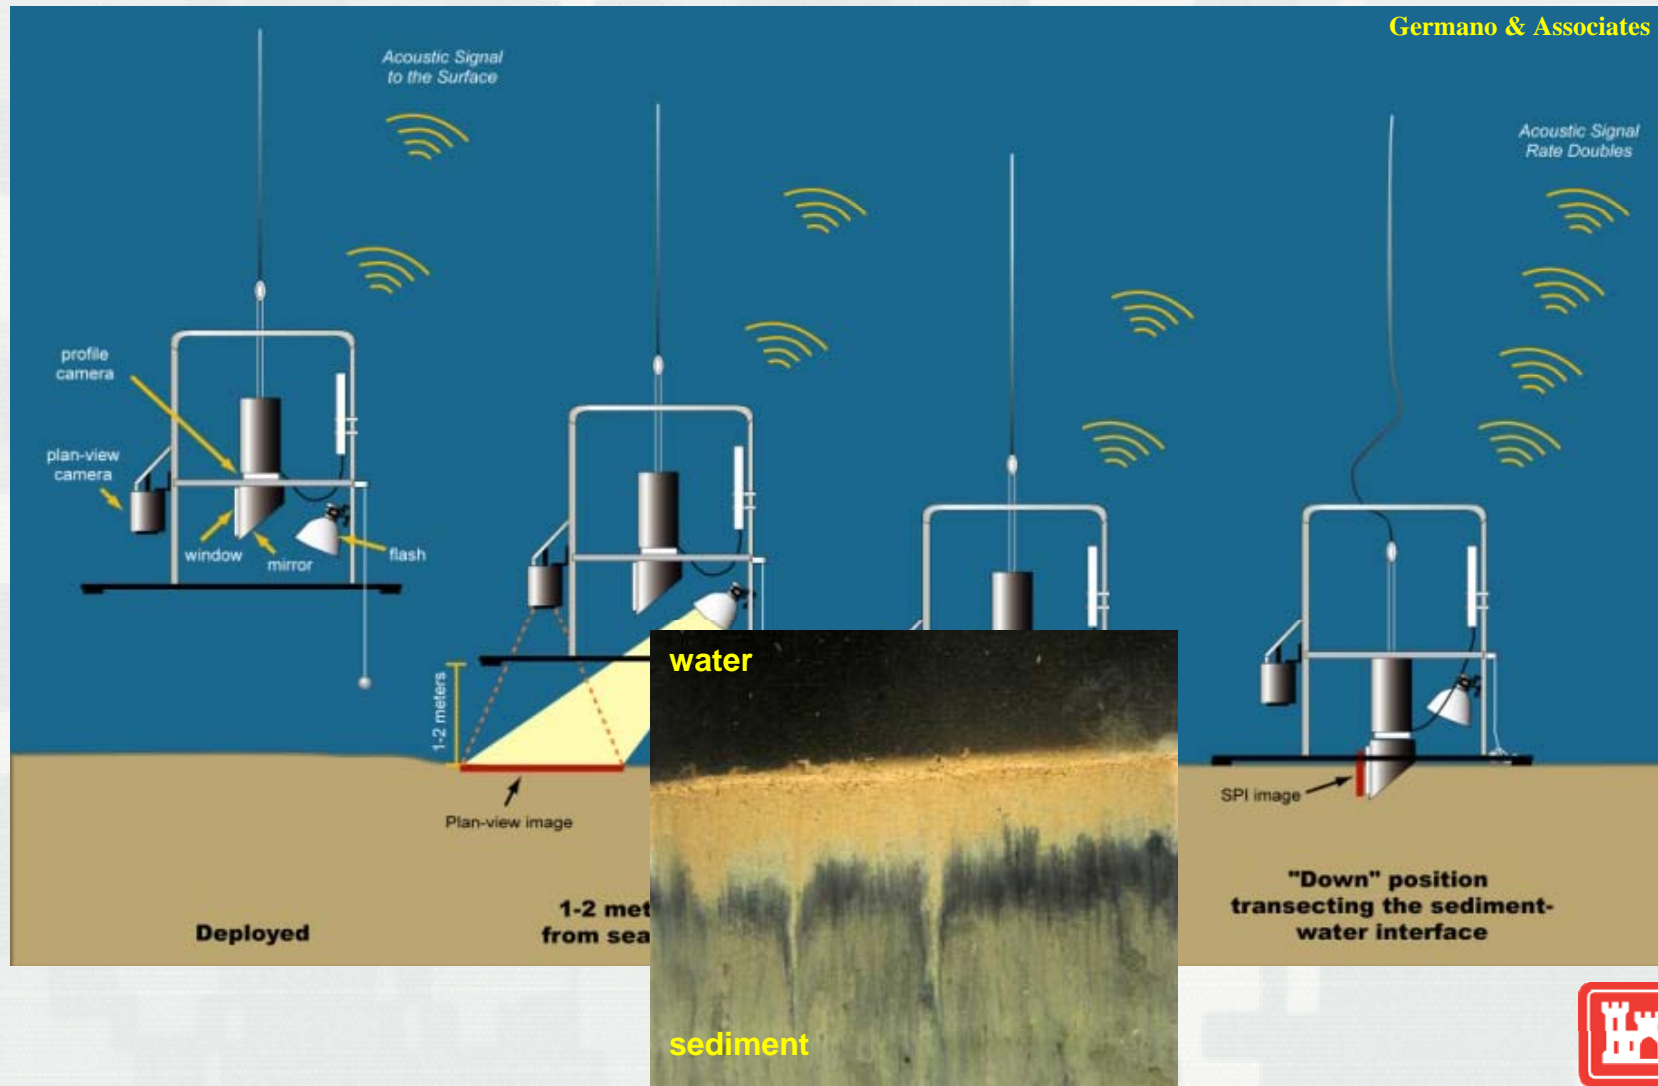 Germano & Associates
Acoustic Signal
to the Surface
Acoustic Signal
Rate Doubles
profile
camera
plan-view
camera
window
mirror
flash
1-2 meters
Plan-view image
SPI image
water
sediment
Deployed
1-2
from
"Down" position
transecting the sediment-
water interface